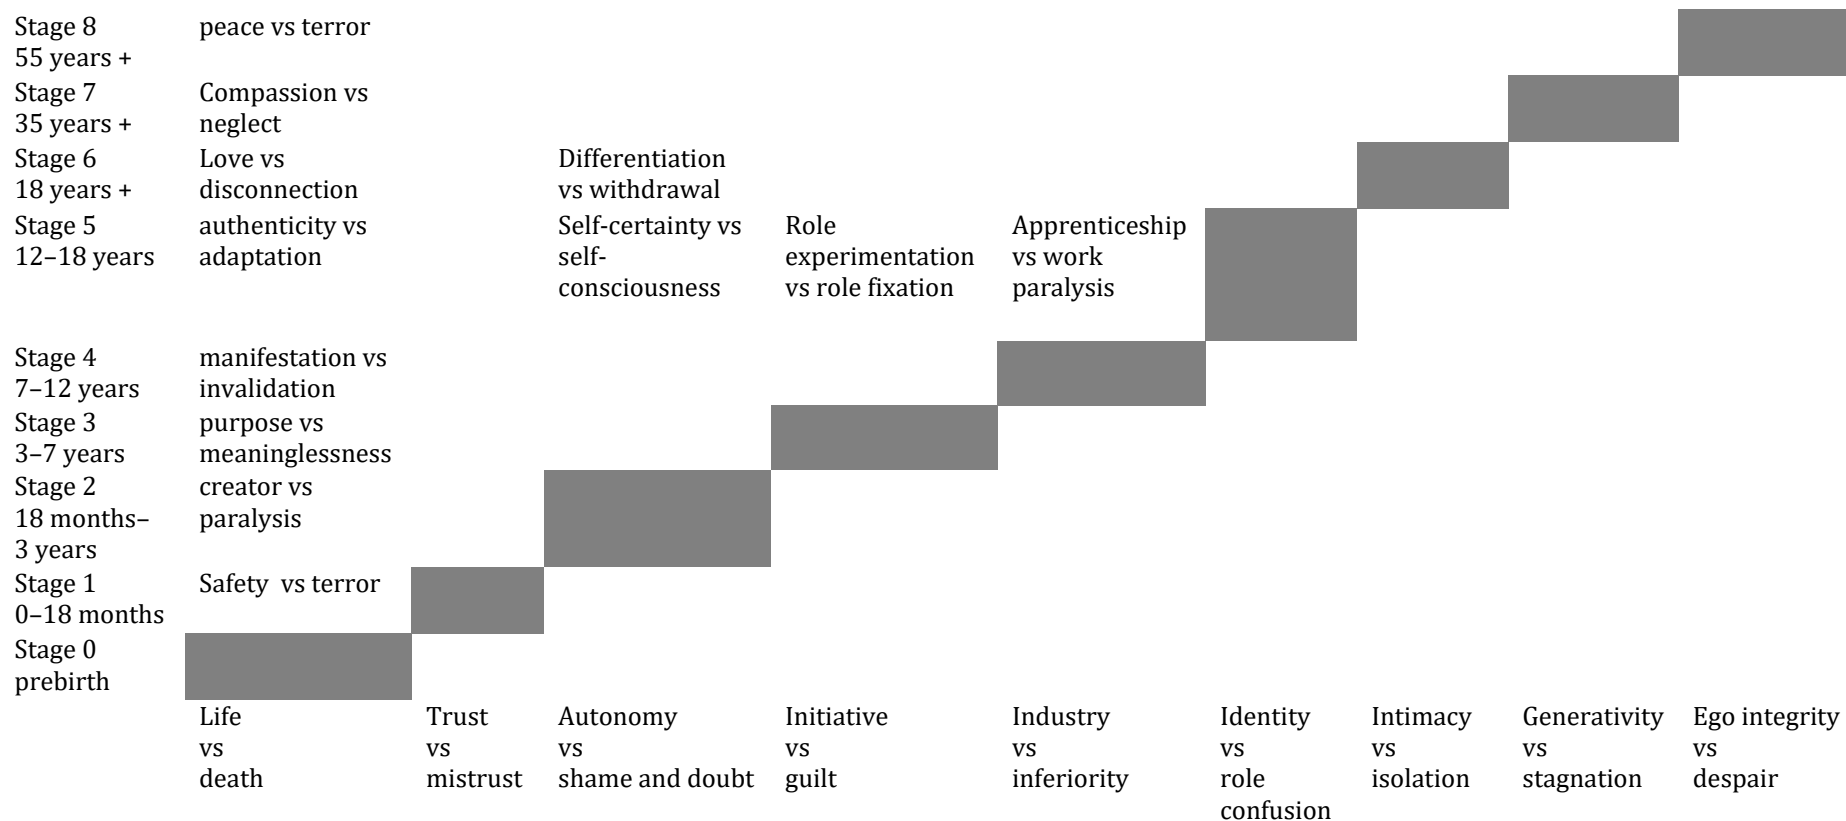 Stage 8
55 years +
peace vs terror
Stage 7
35 years +
Compassion vs
neglect
Stage 6
18 years +
Love vs
disconnection
Differentiation
vs withdrawal
Stage 5
12–18 years
authenticity vs
adaptation
Self-certainty vs
self-
consciousness
Role
experimentation
vs role fixation
Apprenticeship
vs work
paralysis
Stage 4
7–12 years
manifestation vs
invalidation
Stage 3
3–7 years
purpose vs
meaninglessness
Stage 2
18 months–
3 years
creator vs
paralysis
Stage 1
0–18 months
Safety  vs terror
Stage 0
prebirth
Life
vs
death
Trust
vs
mistrust
Autonomy
vs
shame and doubt
Initiative
vs
guilt
Industry
vs
inferiority
Identity
vs
role
confusion
Intimacy
vs
isolation
Generativity
vs
stagnation
Ego integrity
vs
despair